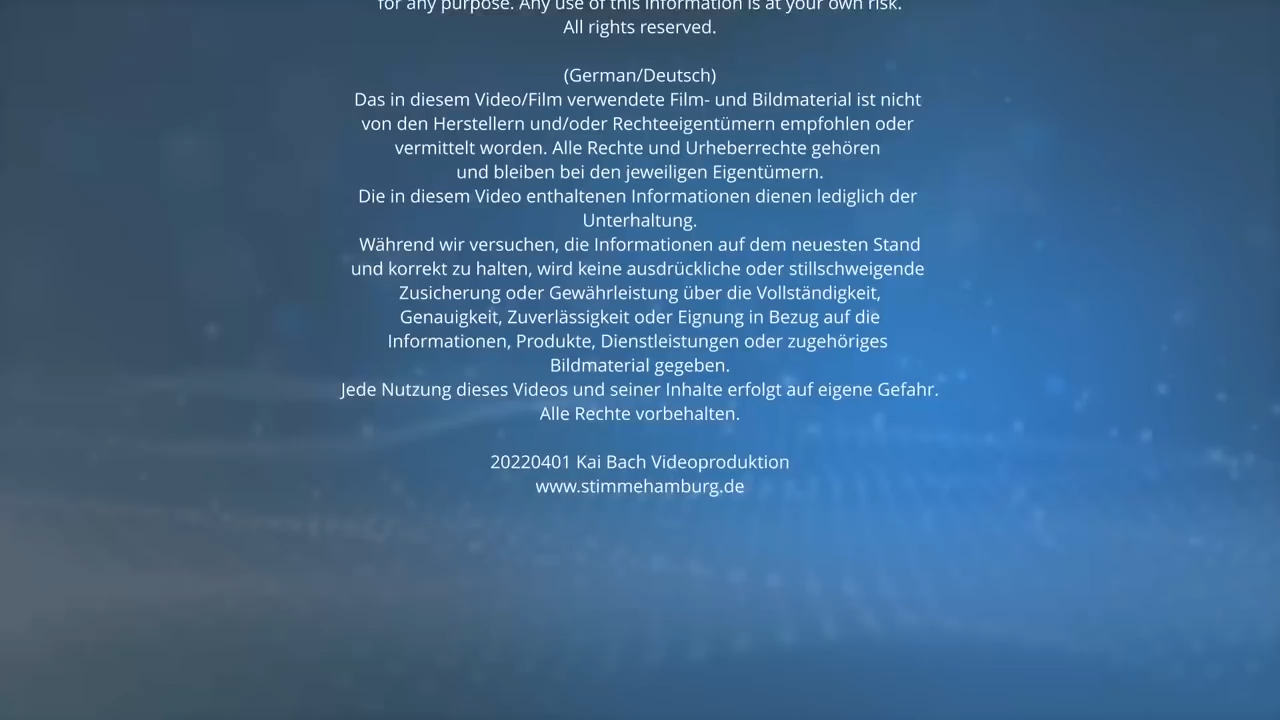 for any purpose. Any use of this information is at your own risk.
All rights reserved.
(German/Deutsch)
Das in diesem Video/Film verwendete Film- und Bildmaterial ist nicht
von den Herstellern und/oder Rechteeigentümern empfohlen oder
vermittelt worden. Alle Rechte und Urheberrechte gehören
und bleiben bei den jeweiligen Eigentümern.
Die in diesem Video enthaltenen Informationen dienen lediglich der
Unterhaltung.
Während wir versuchen, die Informationen auf dem neuesten Stand
und korrekt zu halten, wird keine ausdrückliche oder stillschweigende
Zusicherung oder Gewährleistung über die Vollständigkeit,
Genauigkeit, Zuverlässigkeit oder Eignung in Bezug auf die
Informationen, Produkte, Dienstleistungen oder zugehöriges
Bildmaterial gegeben.
Jede Nutzung dieses Videos und seiner Inhalte erfolgt auf eigene Gefahr.
Alle Rechte vorbehalten.
20220401 Kai Bach Videoproduktion
www.stimmehamburg.de